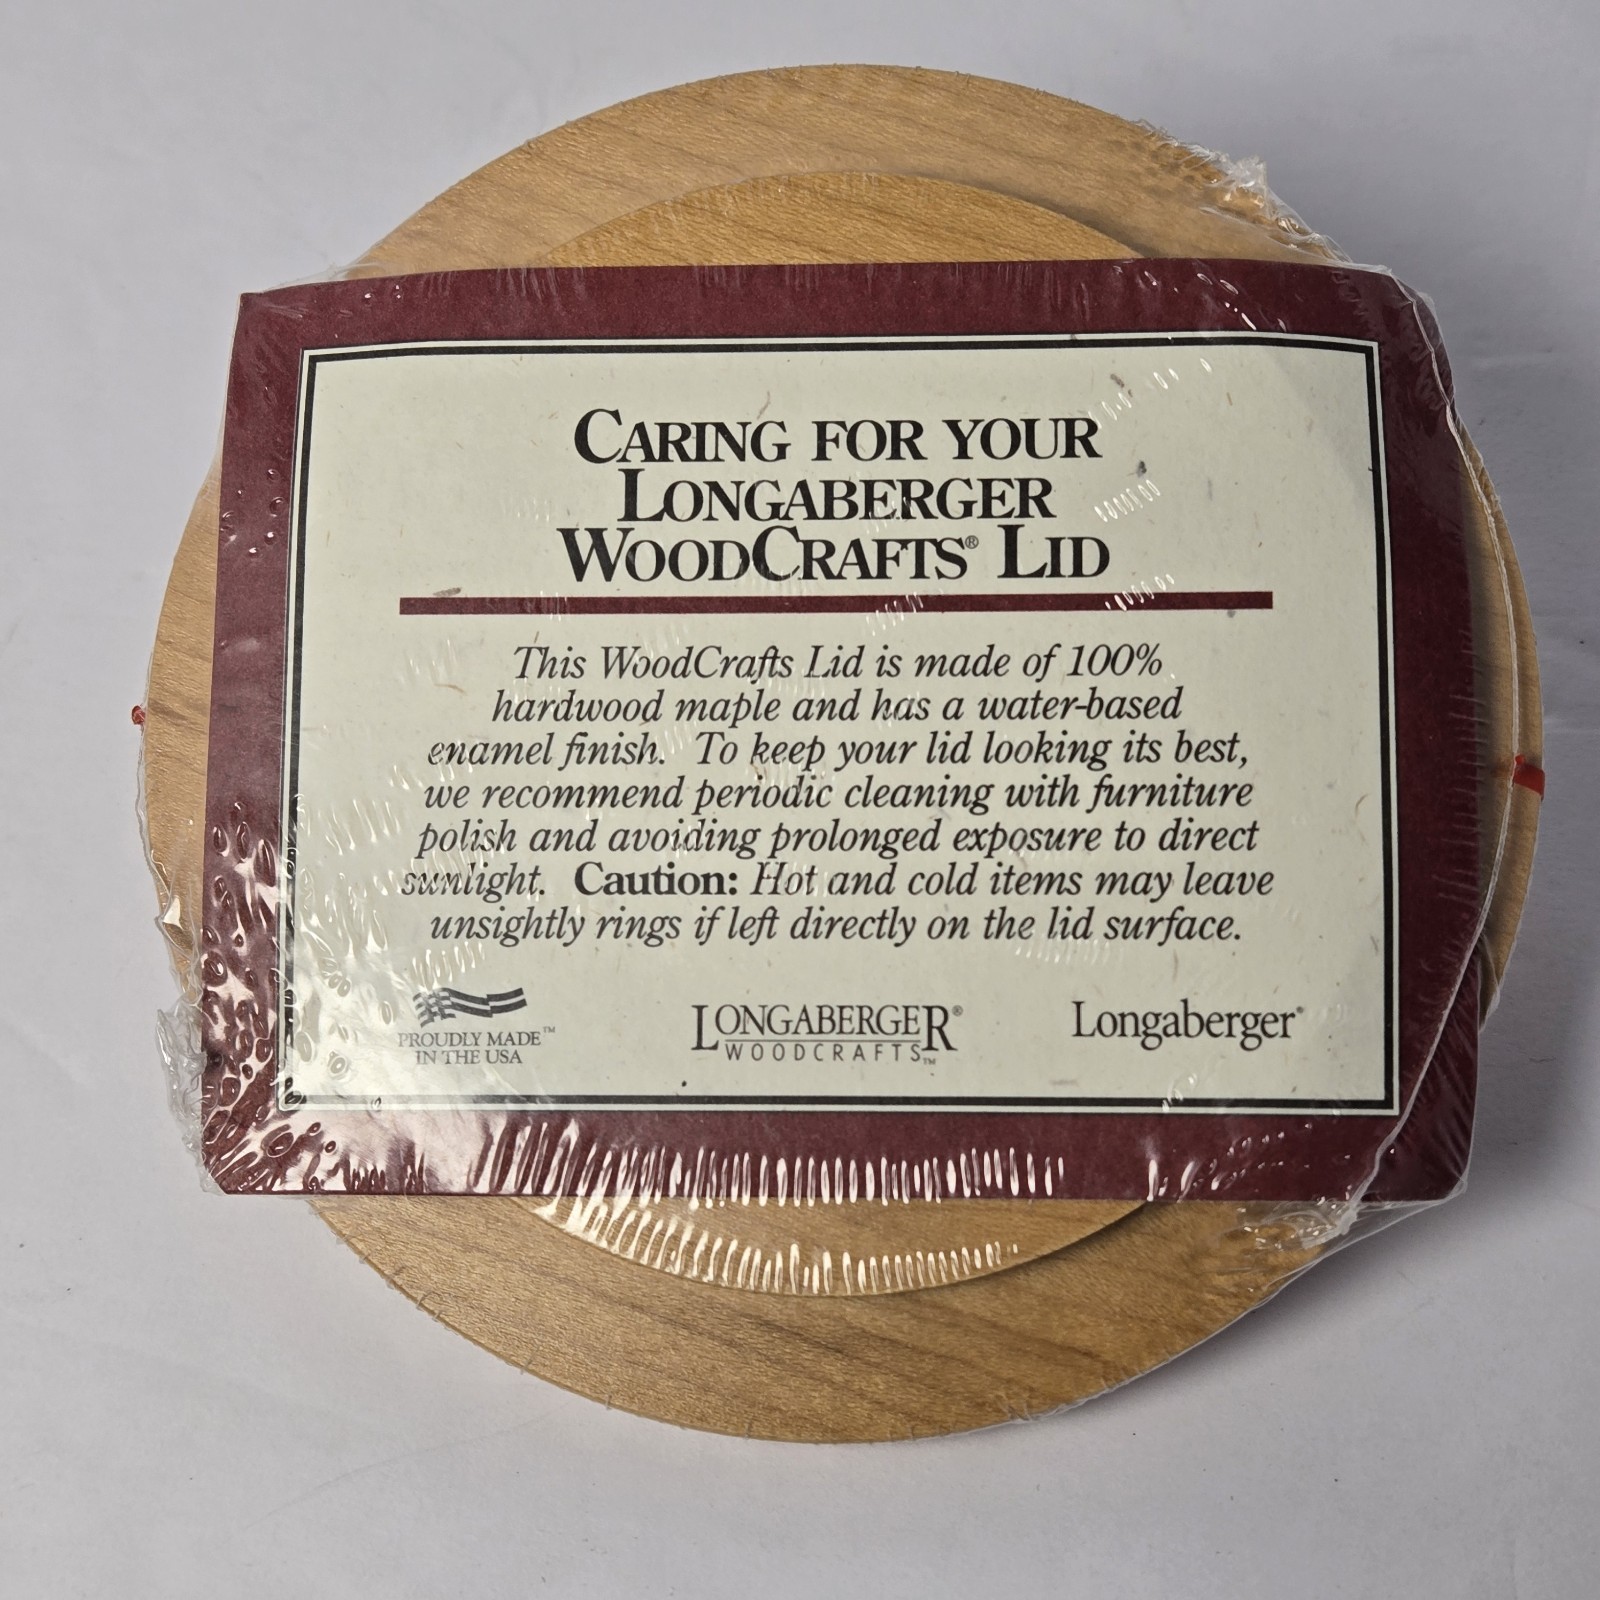 CARING FOR YOUR
LONGABERGER
WOODCRAFTS® LID
This WoodCrafts Lid is made of 100%
hardwood maple and has a water-based
enamel finish. To keep your lid looking its best,
we recommend periodic cleaning with furniture
polish and avoiding prolonged exposure to direct
sunlight. Caution: Hot and cold items may leave
unsightly rings if left directly on the lid surface.
PROUDLY MADE™
IN THE USA
LONGABERGER®
WOODCRAFTS™
Longaberger®